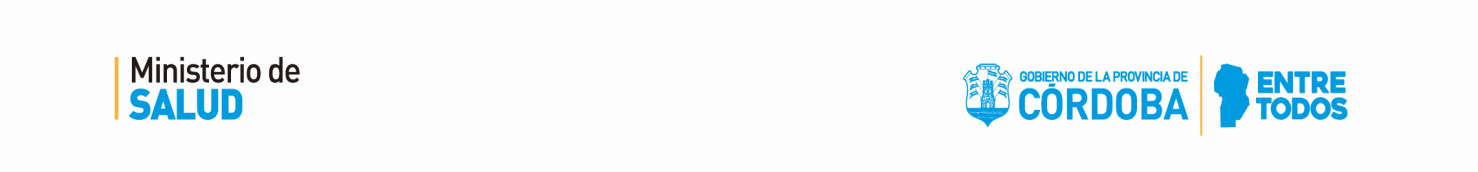 Ministerio de
SALUD
GOBIERNO DE LA PROVINCIA DE
CÓRDOBA
ENTRE
TODOS